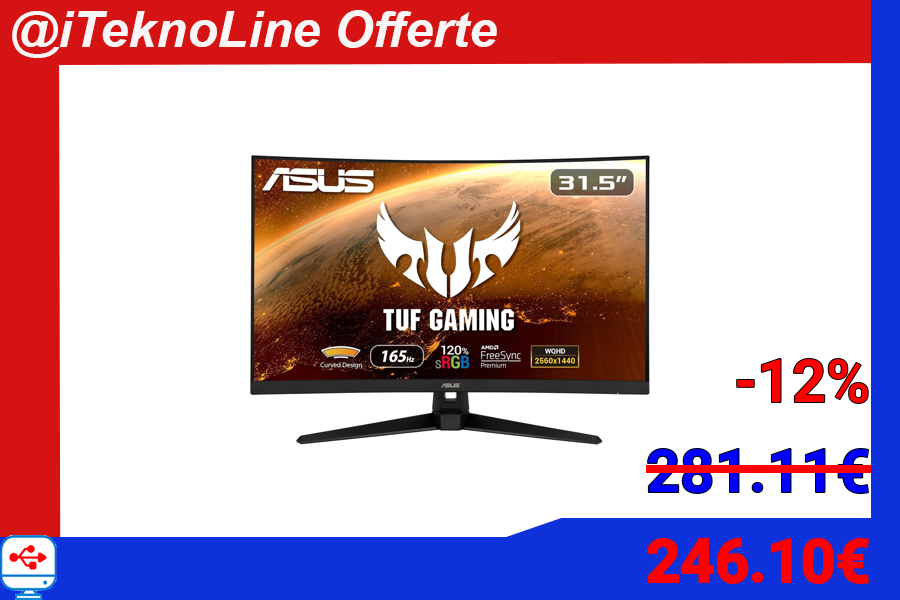 @iTeknoLine Offerte
ASUS
31.5"
TUF GAMING
Curved Design
165Hz
120%
sRGB
AMD
FreeSync
Premium
WQHD
2560x1440
ASUS
-12%
281.11€
246.10€